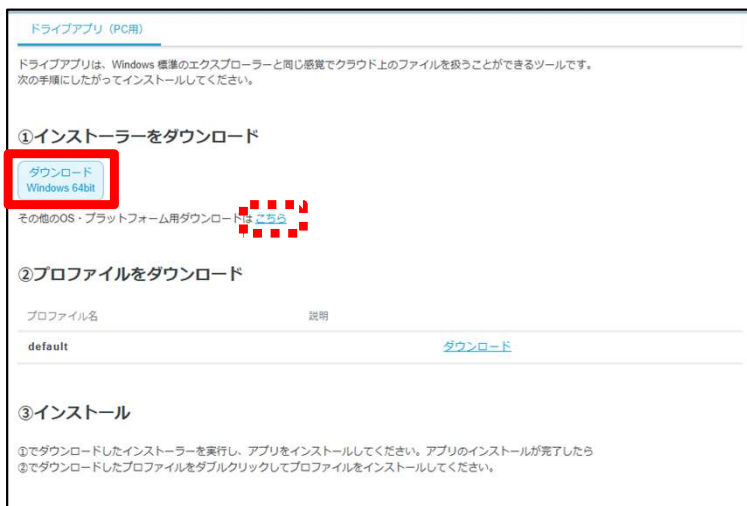 ドライブアプリ（PC用）
ドライブアプリは、Windows 標準のエクスプローラーと同じ感覚でクラウド上のファイルを扱うことができるツールです。
次の手順にしたがってインストールしてください。
①インストーラーをダウンロード
ダウンロード
Windows 64bit
その他のOS・プラットフォーム用ダウンロードは こちら
②プロファイルをダウンロード
プロファイル名 説明
default ダウンロード
③インストール
①でダウンロードしたインストーラーを実行し、アプリをインストールしてください。アプリのインストールが完了したら
②でダウンロードしたプロファイルをダブルクリックしてプロファイルをインストールしてください。